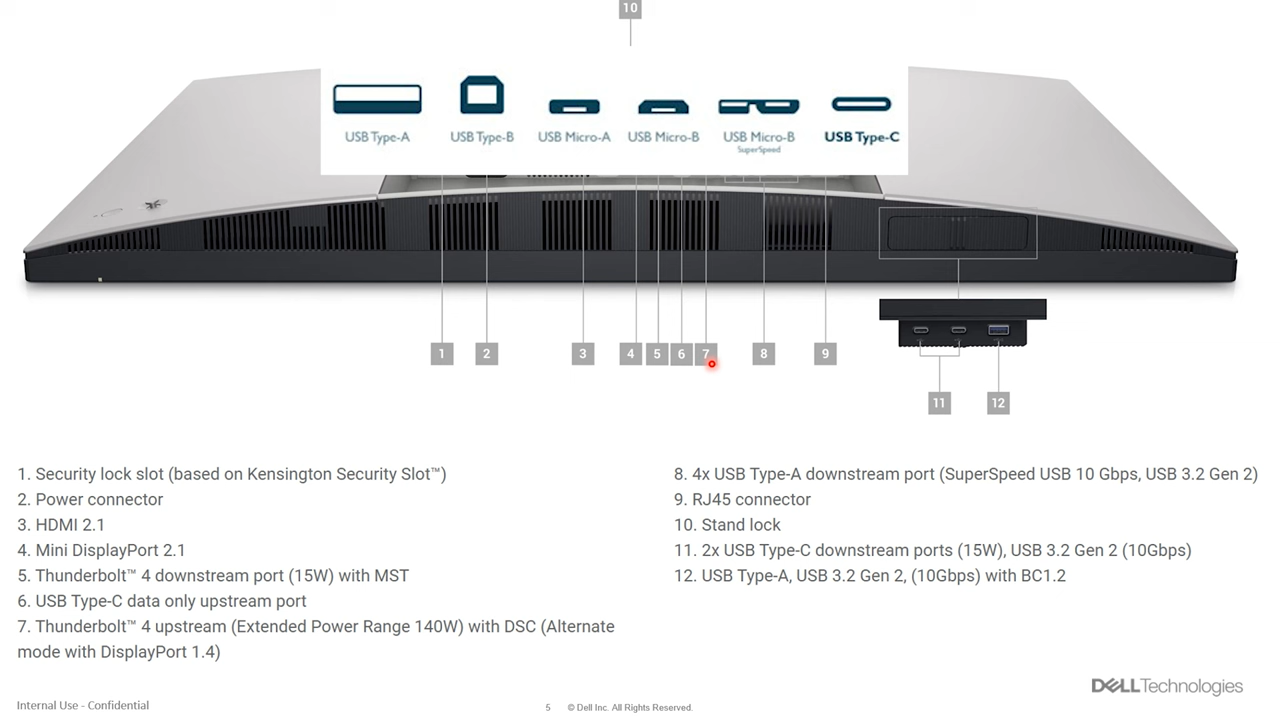 10
USB Type-A
USB Type-B
USB Micro-A
USB Micro-B
USB Micro-B
SuperSpeed
USB Type-C
1
2
3
4
5
6
7
8
9
11
12
1. Security lock slot (based on Kensington Security Slot™)
2. Power connector
3. HDMI 2.1
4. Mini DisplayPort 2.1
5. Thunderbolt™ 4 downstream port (15W) with MST
6. USB Type-C data only upstream port
7. Thunderbolt™ 4 upstream (Extended Power Range 140W) with DSC (Alternate
mode with DisplayPort 1.4)
8. 4x USB Type-A downstream port (SuperSpeed USB 10 Gbps, USB 3.2 Gen 2)
9. RJ45 connector
10. Stand lock
11. 2x USB Type-C downstream ports (15W), USB 3.2 Gen 2 (10Gbps)
12. USB Type-A, USB 3.2 Gen 2, (10Gbps) with BC1.2
DELLTechnologies
Internal Use - Confidential
5
© Dell Inc. All Rights Reserved.